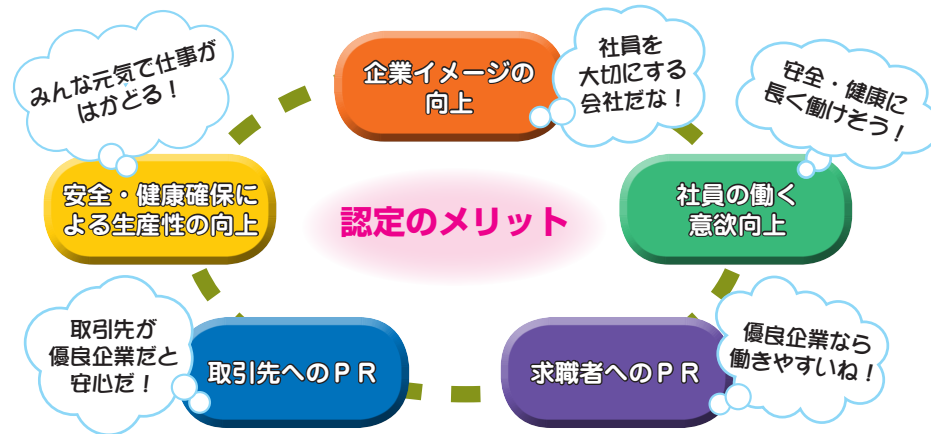 みんな元気で仕事が
はかどる！
企業イメージの
向上
社員を
大切にする
会社だな！
安全・健康に
長く働けそう！
安全・健康確保に
よる生産性の向上
認定のメリット
社員の働く
意欲向上
取引先が
優良企業だと
安心だ！
取引先へのＰＲ
求職者へのＰＲ
優良企業なら
働きやすいね！